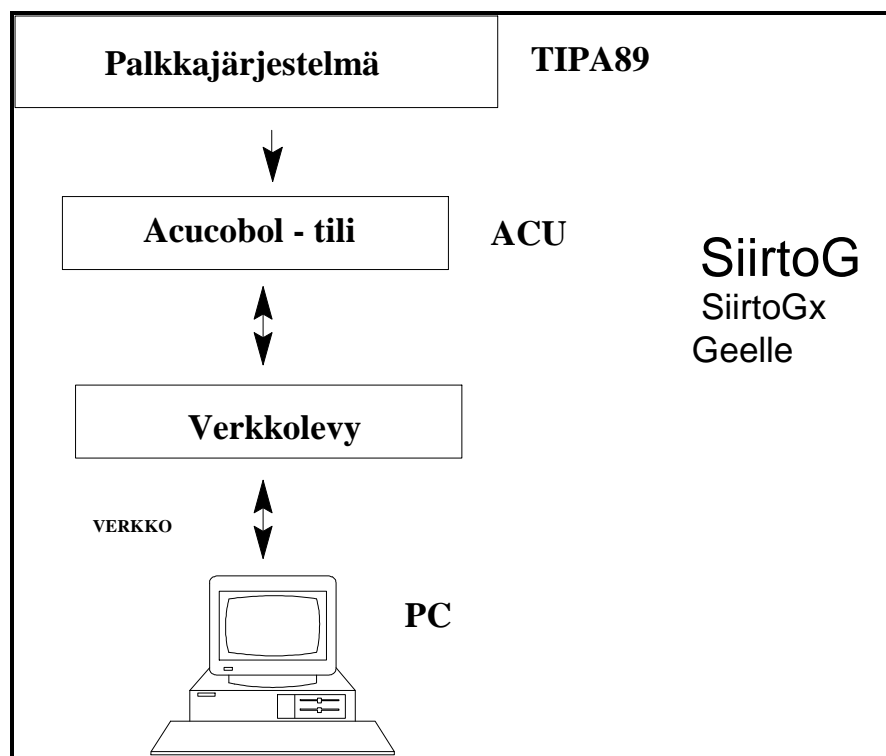 Palkkajärjestelmä
TIPA89
Acucobol - tili
ACU
SiirtoG
SiirtoGx
Geelle
Verkkolevy
VERKKO
PC